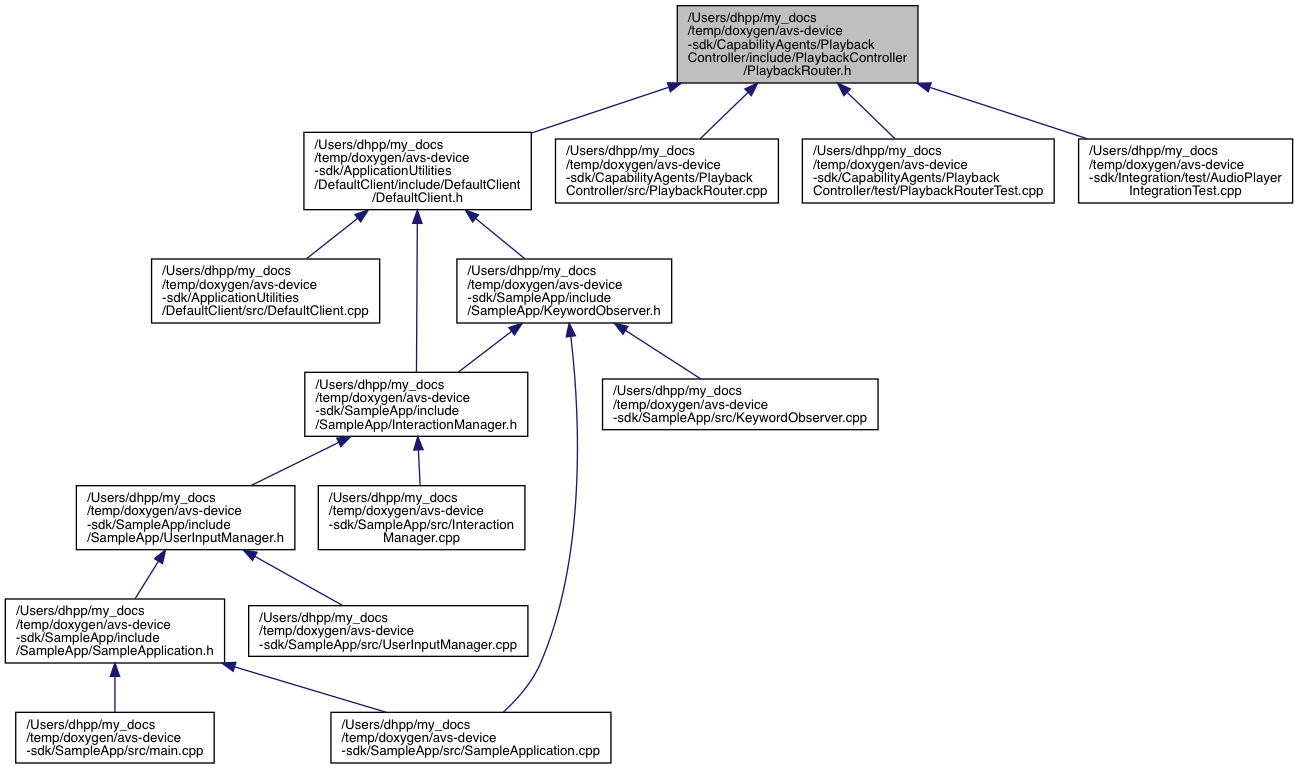 /Users/dhpp/my_docs
/temp/doxygen/avs-device
-sdk/CapabilityAgents/Playback
Controller/include/PlaybackController
/PlaybackRouter.h
/Users/dhpp/my_docs
/temp/doxygen/avs-device
-sdk/ApplicationUtilities
/DefaultClient/include/DefaultClient
/DefaultClient.h
/Users/dhpp/my_docs
/temp/doxygen/avs-device
-sdk/CapabilityAgents/Playback
Controller/src/PlaybackRouter.cpp
/Users/dhpp/my_docs
/temp/doxygen/avs-device
-sdk/CapabilityAgents/Playback
Controller/test/PlaybackRouterTest.cpp
/Users/dhpp/my_docs
/temp/doxygen/avs-device
-sdk/Integration/test/AudioPlayer
IntegrationTest.cpp
/Users/dhpp/my_docs
/temp/doxygen/avs-device
-sdk/ApplicationUtilities
/DefaultClient/src/DefaultClient.cpp
/Users/dhpp/my_docs
/temp/doxygen/avs-device
-sdk/SampleApp/include
/SampleApp/KeywordObserver.h
/Users/dhpp/my_docs
/temp/doxygen/avs-device
-sdk/SampleApp/include
/SampleApp/InteractionManager.h
/Users/dhpp/my_docs
/temp/doxygen/avs-device
-sdk/SampleApp/src/KeywordObserver.cpp
/Users/dhpp/my_docs
/temp/doxygen/avs-device
-sdk/SampleApp/include
/SampleApp/UserInputManager.h
/Users/dhpp/my_docs
/temp/doxygen/avs-device
-sdk/SampleApp/src/Interaction
Manager.cpp
/Users/dhpp/my_docs
/temp/doxygen/avs-device
-sdk/SampleApp/include
/SampleApp/SampleApplication.h
/Users/dhpp/my_docs
/temp/doxygen/avs-device
-sdk/SampleApp/src/UserInputManager.cpp
/Users/dhpp/my_docs
/temp/doxygen/avs-device
-sdk/SampleApp/src/main.cpp
/Users/dhpp/my_docs
/temp/doxygen/avs-device
-sdk/SampleApp/src/SampleApplication.cpp